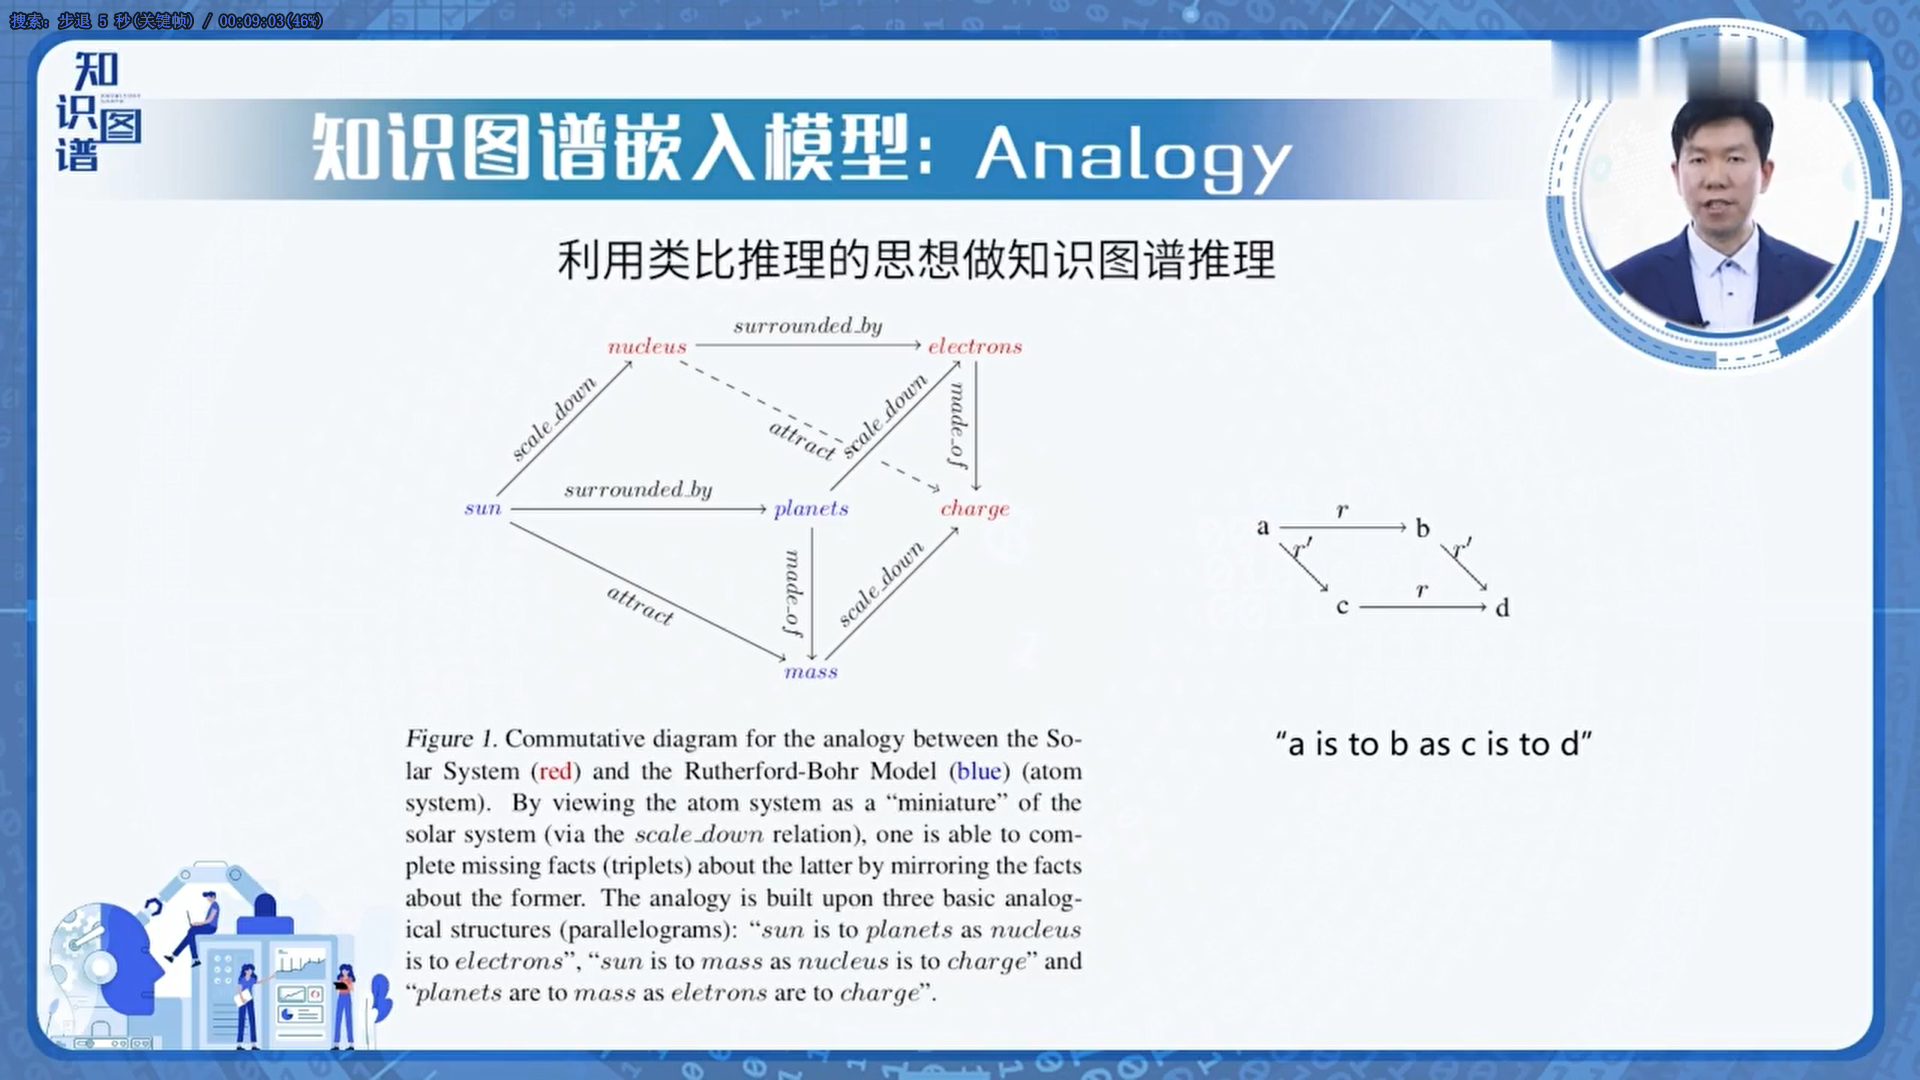 搜索: 步退 5 秒(关键帧) / 00:09:03(46%)
知识图谱
知识图谱嵌入模型: Analogy
利用类比推理的思想做知识图谱推理
surrounded_by
nucleus
electrons
scale_down
attract
scale_down
made_of
surrounded_by
sun
planets
charge
attract
made_of
scale_down
mass
r
a
b
r′
r′
r
c
d
"a is to b as c is to d"
Figure 1. Commutative diagram for the analogy between the So-
lar System (red) and the Rutherford-Bohr Model (blue) (atom
system). By viewing the atom system as a "miniature" of the
solar system (via the scale_down relation), one is able to com-
plete missing facts (triplets) about the latter by mirroring the facts
about the former. The analogy is built upon three basic analog-
ical structures (parallelograms): "sun is to planets as nucleus
is to electrons", "sun is to mass as nucleus is to charge" and
"planets are to mass as eletrons are to charge".